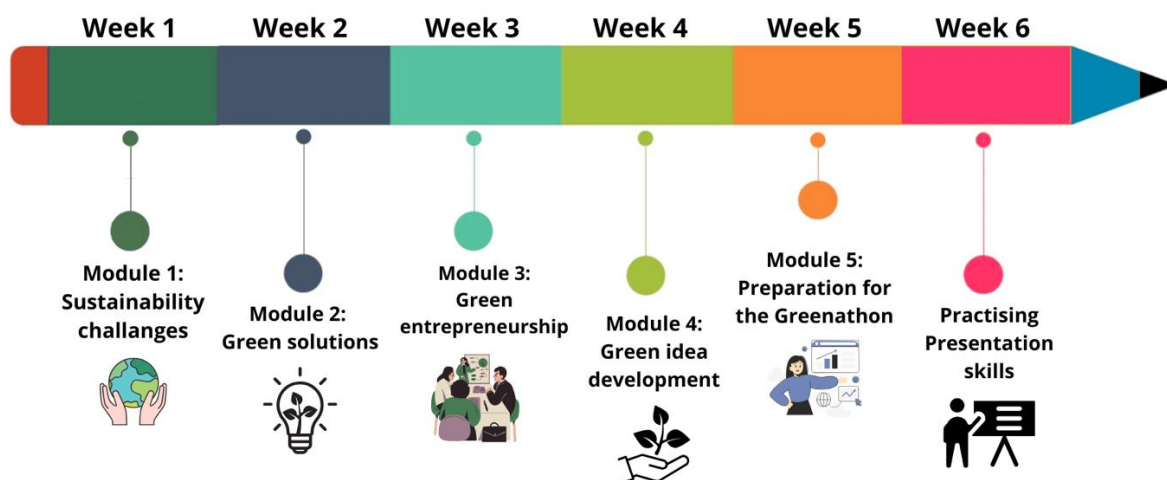 Week 1
Week 2
Week 3
Week 4
Week 5
Week 6
Module 1:
Sustainability
challanges
Module 2:
Green solutions
Module 3:
Green
entrepreneurship
Module 4:
Green idea
development
Module 5:
Preparation for
the Greenathon
Practising
Presentation
skills